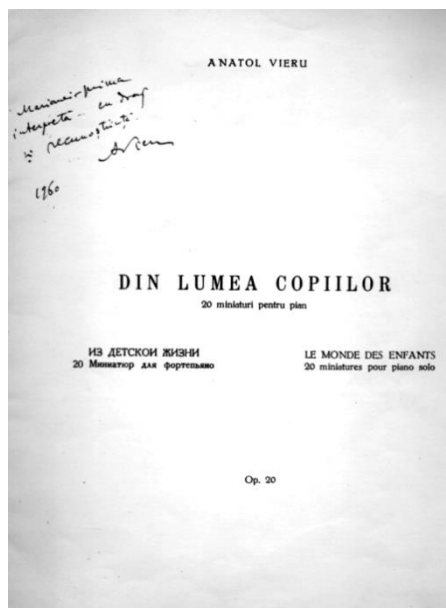 ANATOL VIERU
Marianei - prima
interpretă - cu drag
și recunoștință
1960
DIN LUMEA COPIILOR
20 miniaturi pentru pian
ИЗ ДЕТСКОИ ЖИЗНИ
20 Миниатюр для фортепьяно
LE MONDE DES ENFANTS
20 miniatures pour piano solo
Op. 20